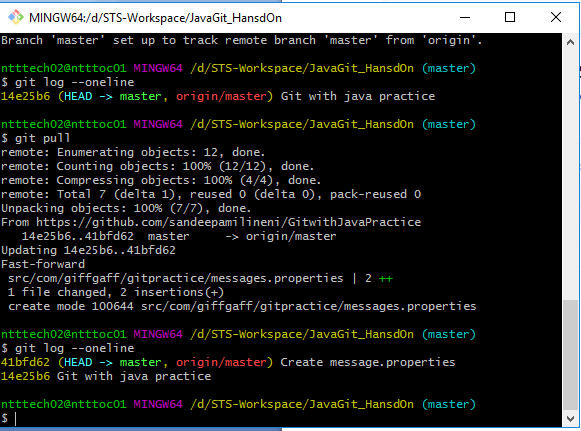 MINGW64:/d/STS-Workspace/JavaGit_HansdOn
Branch 'master' set up to track remote branch 'master' from 'origin'.
ntttech02@ntttoc01 MINGW64 /d/STS-Workspace/JavaGit_HansdOn (master)
$ git log --oneline
14e25b6 (HEAD -> master, origin/master) Git with java practice
ntttech02@ntttoc01 MINGW64 /d/STS-Workspace/JavaGit_HansdOn (master)
$ git pull
remote: Enumerating objects: 12, done.
remote: Counting objects: 100% (12/12), done.
remote: Compressing objects: 100% (4/4), done.
remote: Total 7 (delta 1), reused 0 (delta 0), pack-reused 0
Unpacking objects: 100% (7/7), done.
From https://github.com/sandeepamilineni/GitwithJavaPractice
   14e25b6..41bfd62  master     -> origin/master
Updating 14e25b6..41bfd62
Fast-forward
 src/com/giffgaff/gitpractice/messages.properties | 2 ++
 1 file changed, 2 insertions(+)
 create mode 100644 src/com/giffgaff/gitpractice/messages.properties
ntttech02@ntttoc01 MINGW64 /d/STS-Workspace/JavaGit_HansdOn (master)
$ git log --oneline
41bfd62 (HEAD -> master, origin/master) Create message.properties
14e25b6 Git with java practice
ntttech02@ntttoc01 MINGW64 /d/STS-Workspace/JavaGit_HansdOn (master)
$